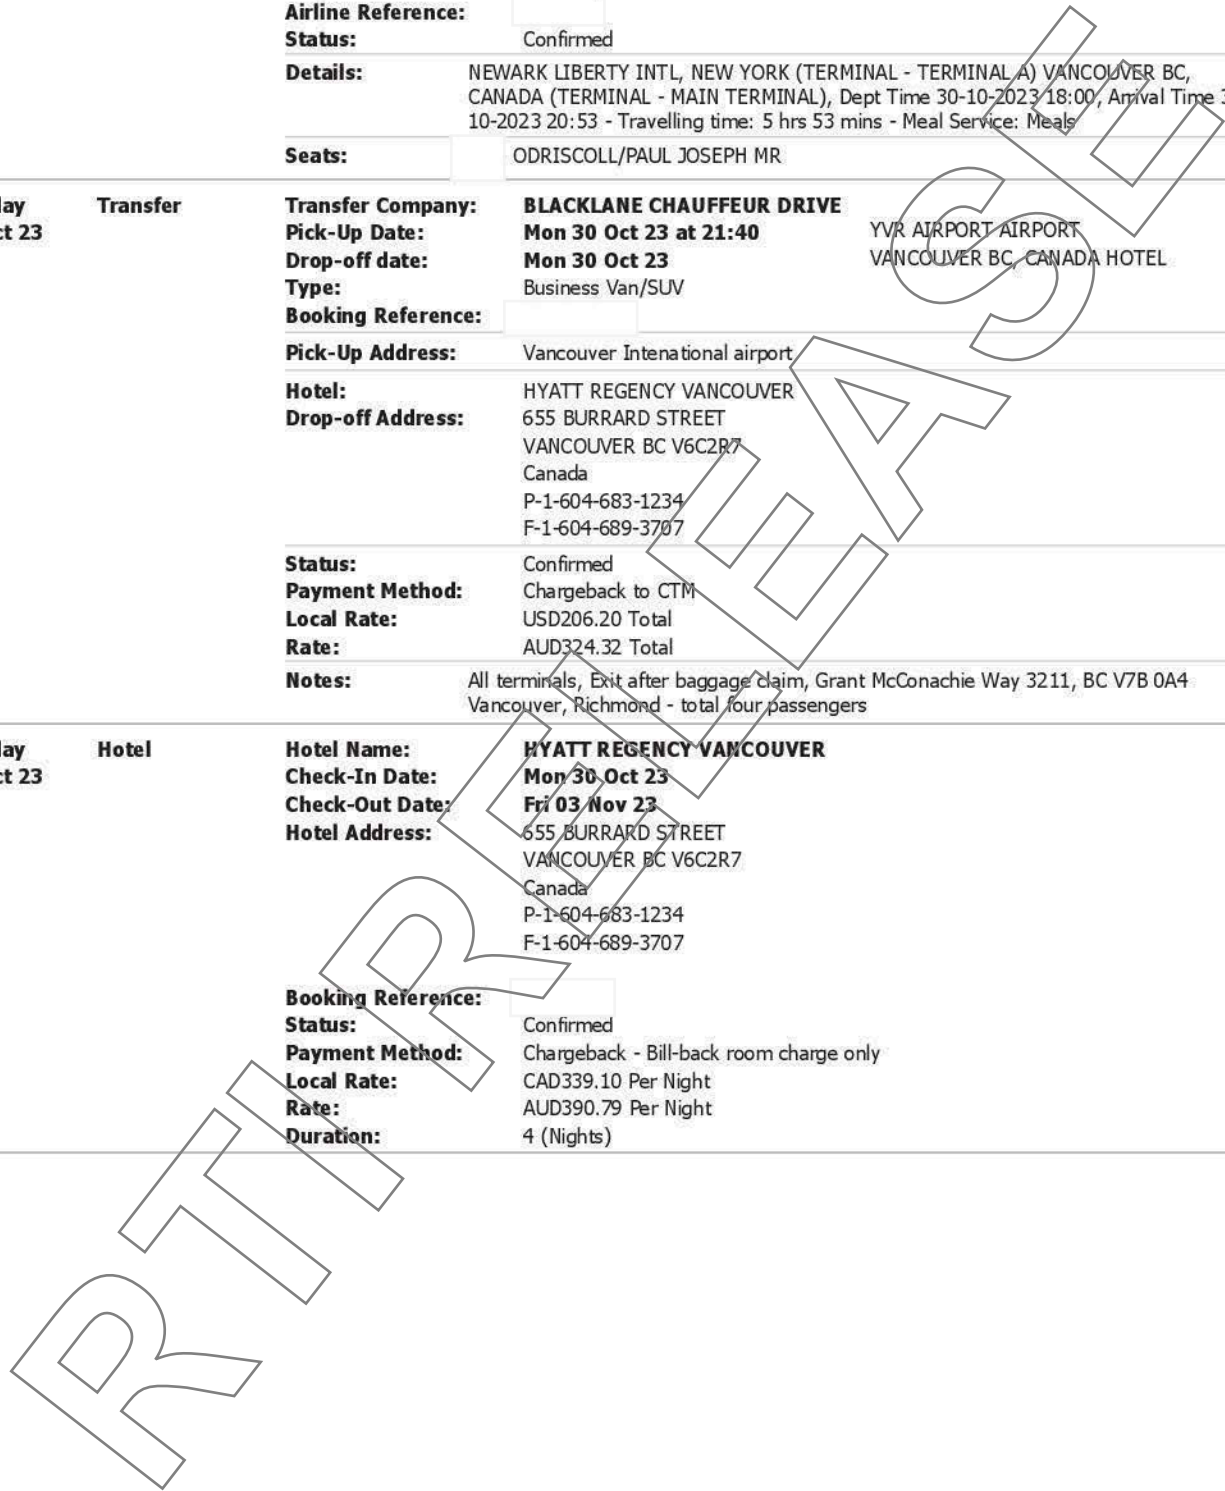 Airline Reference:
Status: Confirmed
Details: NEWARK LIBERTY INTL, NEW YORK (TERMINAL - TERMINAL A) VANCOUVER BC,
CANADA (TERMINAL - MAIN TERMINAL), Dept Time 30-10-2023 18:00, Arrival Time 3
10-2023 20:53 - Travelling time: 5 hrs 53 mins - Meal Service: Meals
Seats: ODRISCOLL/PAUL JOSEPH MR
lay Transfer Transfer Company: BLACKLANE CHAUFFEUR DRIVE
ct 23 Pick-Up Date: Mon 30 Oct 23 at 21:40 YVR AIRPORT AIRPORT
Drop-off date: Mon 30 Oct 23 VANCOUVER BC, CANADA HOTEL
Type: Business Van/SUV
Booking Reference:
Pick-Up Address: Vancouver Intenational airport
Hotel: HYATT REGENCY VANCOUVER
Drop-off Address: 655 BURRARD STREET
VANCOUVER BC V6C2R7
Canada
P-1-604-683-1234
F-1-604-689-3707
Status: Confirmed
Payment Method: Chargeback to CTM
Local Rate: USD206.20 Total
Rate: AUD324.32 Total
Notes: All terminals, Exit after baggage claim, Grant McConachie Way 3211, BC V7B 0A4
Vancouver, Richmond - total four passengers
lay Hotel Hotel Name: HYATT REGENCY VANCOUVER
ct 23 Check-In Date: Mon 30 Oct 23
Check-Out Date: Fri 03 Nov 23
Hotel Address: 655 BURRARD STREET
VANCOUVER BC V6C2R7
Canada
P-1-604-683-1234
F-1-604-689-3707
Booking Reference:
Status: Confirmed
Payment Method: Chargeback - Bill-back room charge only
Local Rate: CAD339.10 Per Night
Rate: AUD390.79 Per Night
Duration: 4 (Nights)
RTI RELEASE